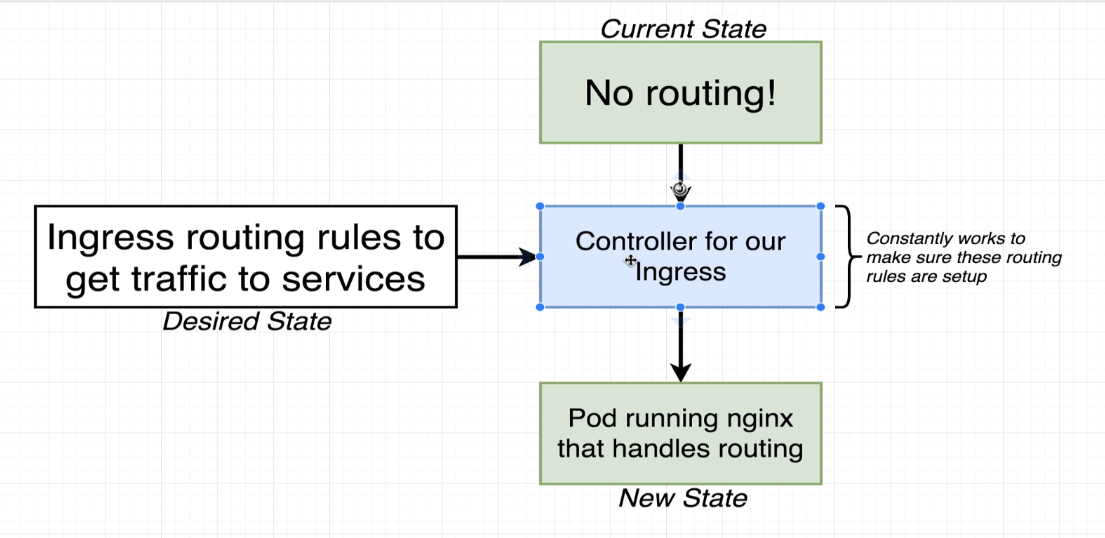 Current State
No routing!
Ingress routing rules to
get traffic to services
Desired State
Controller for our
Ingress
Constantly works to
make sure these routing
rules are setup
Pod running nginx
that handles routing
New State